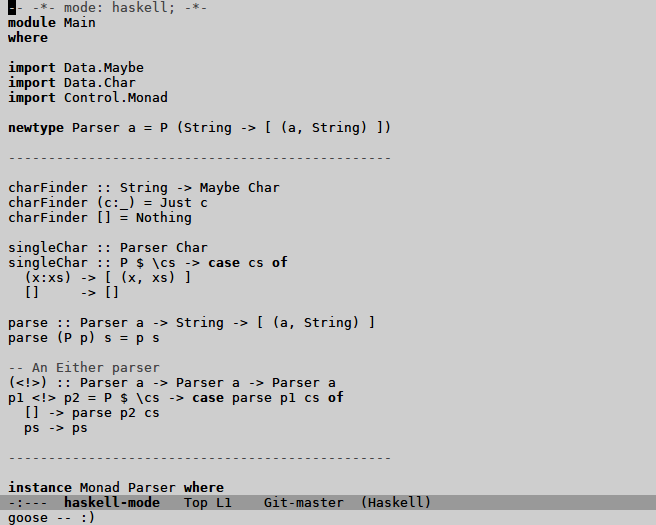 -- -*- mode: haskell; -*-
module Main
where
import Data.Maybe
import Data.Char
import Control.Monad
newtype Parser a = P (String -> [ (a, String) ])
------------------------------------------------
charFinder :: String -> Maybe Char
charFinder (c:_) = Just c
charFinder [] = Nothing
singleChar :: Parser Char
singleChar :: P $ \cs -> case cs of
  (x:xs) -> [ (x, xs) ]
  []     -> []
parse :: Parser a -> String -> [ (a, String) ]
parse (P p) s = p s
-- An Either parser
(<!>) :: Parser a -> Parser a -> Parser a
p1 <!> p2 = P $ \cs -> case parse p1 cs of
  [] -> parse p2 cs
  ps -> ps
------------------------------------------------
instance Monad Parser where
-:---  haskell-mode   Top L1    Git-master  (Haskell)
goose -- :)